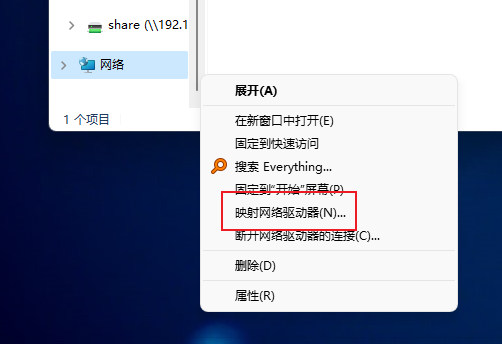 share (\\192.1
网络
1 个项目
展开(A)
在新窗口中打开(E)
固定到快速访问
搜索 Everything...
固定到"开始"屏幕(P)
映射网络驱动器(N)...
断开网络驱动器的连接(C)...
删除(D)
属性(R)